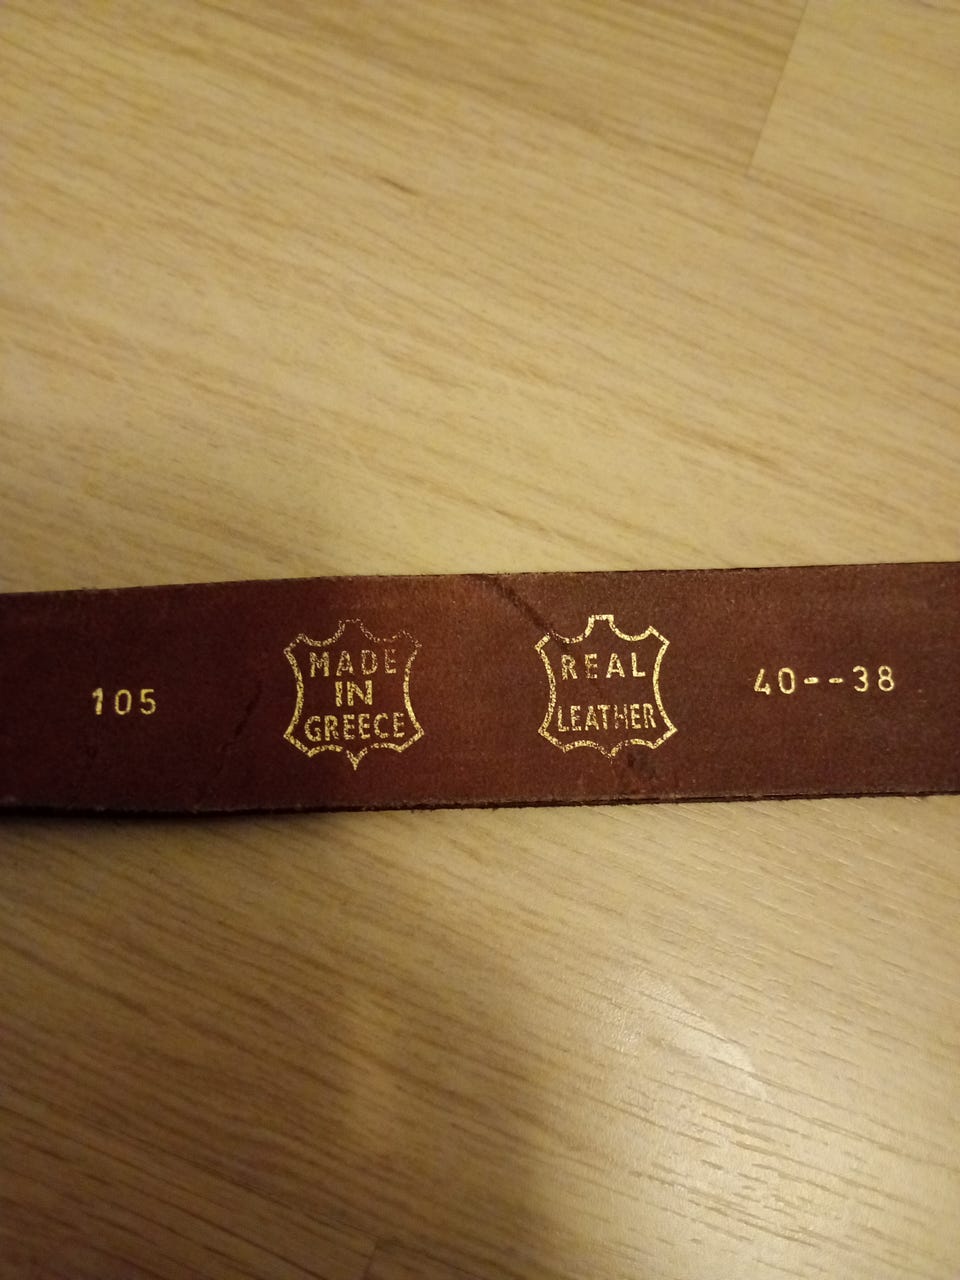 105
MADE
IN
GREECE
REAL
LEATHER
40--38